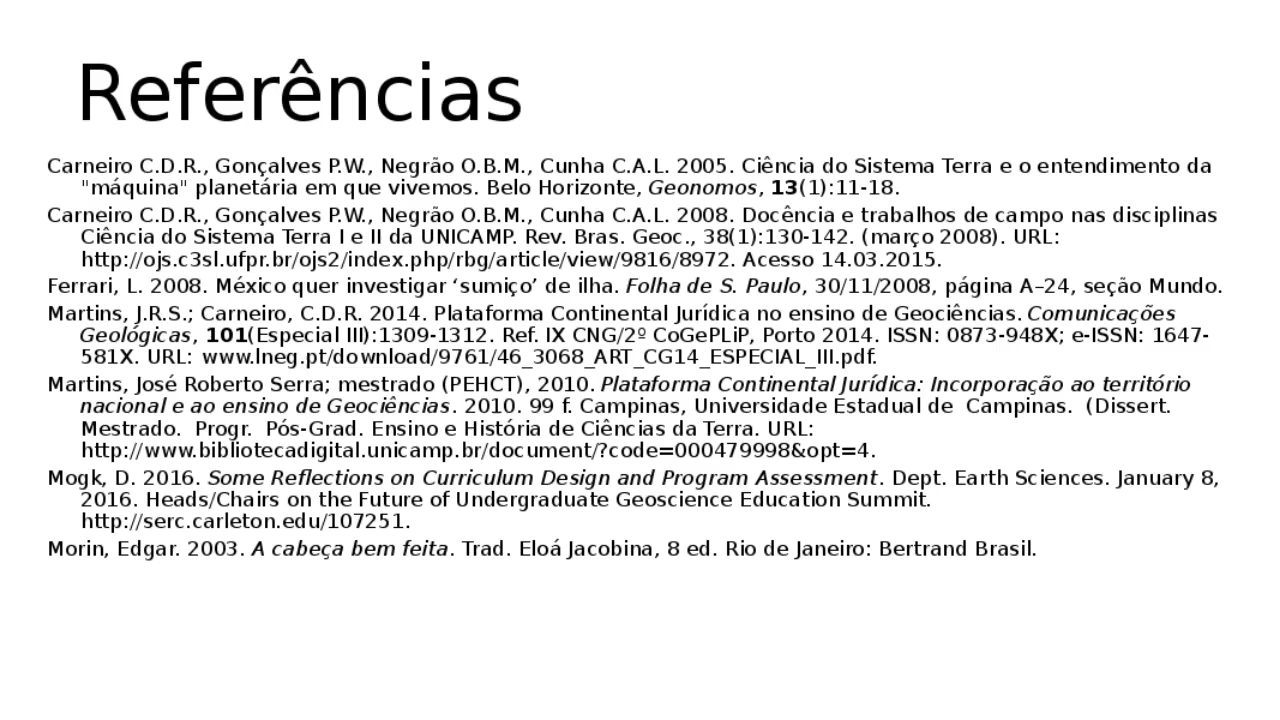 Referências
Carneiro C.D.R., Gonçalves P.W., Negrão O.B.M., Cunha C.A.L. 2005. Ciência do Sistema Terra e o entendimento da
"máquina" planetária em que vivemos. Belo Horizonte, Geonomos, 13(1):11-18.
Carneiro C.D.R., Gonçalves P.W., Negrão O.B.M., Cunha C.A.L. 2008. Docência e trabalhos de campo nas disciplinas
Ciência do Sistema Terra I e II da UNICAMP. Rev. Bras. Geoc., 38(1):130-142. (março 2008). URL:
http://ojs.c3sl.ufpr.br/ojs2/index.php/rbg/article/view/9816/8972. Acesso 14.03.2015.
Ferrari, L. 2008. México quer investigar ‘sumiço’ de ilha. Folha de S. Paulo, 30/11/2008, página A–24, seção Mundo.
Martins, J.R.S.; Carneiro, C.D.R. 2014. Plataforma Continental Jurídica no ensino de Geociências. Comunicações
Geológicas, 101(Especial III):1309-1312. Ref. IX CNG/2º CoGePLiP, Porto 2014. ISSN: 0873-948X; e-ISSN: 1647-
581X. URL: www.lneg.pt/download/9761/46_3068_ART_CG14_ESPECIAL_III.pdf.
Martins, José Roberto Serra; mestrado (PEHCT), 2010. Plataforma Continental Jurídica: Incorporação ao território
nacional e ao ensino de Geociências. 2010. 99 f. Campinas, Universidade Estadual de  Campinas.  (Dissert.
Mestrado.  Progr.  Pós-Grad. Ensino e História de Ciências da Terra. URL:
http://www.bibliotecadigital.unicamp.br/document/?code=000479998&opt=4.
Mogk, D. 2016. Some Reflections on Curriculum Design and Program Assessment. Dept. Earth Sciences. January 8,
2016. Heads/Chairs on the Future of Undergraduate Geoscience Education Summit.
http://serc.carleton.edu/107251.
Morin, Edgar. 2003. A cabeça bem feita. Trad. Eloá Jacobina, 8 ed. Rio de Janeiro: Bertrand Brasil.